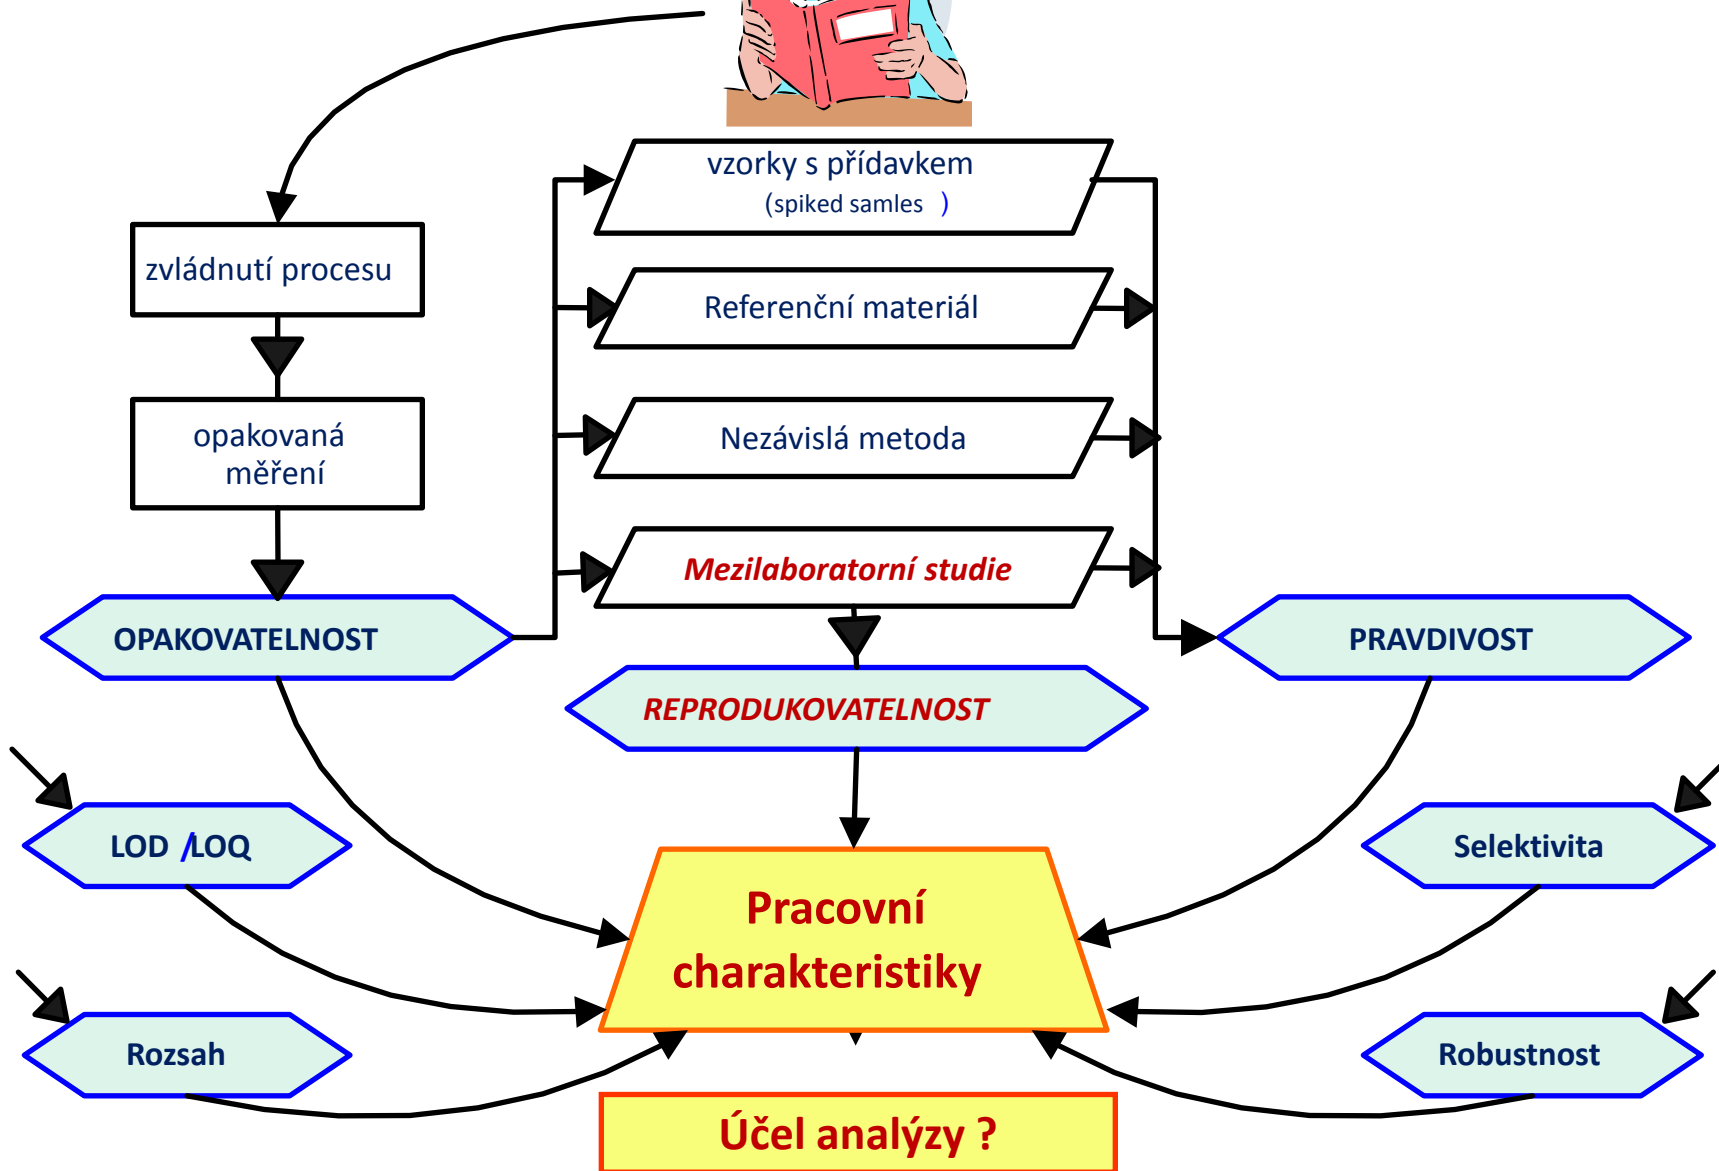 vzorky s přídavkem
(spiked samles )
zvládnutí procesu
Referenční materiál
opakovaná
měření
Nezávislá metoda
Mezilaboratorní studie
OPAKOVATELNOST
PRAVDIVOST
REPRODUKOVATELNOST
LOD /LOQ
Selektivita
Pracovní
charakteristiky
Rozsah
Robustnost
Účel analýzy ?